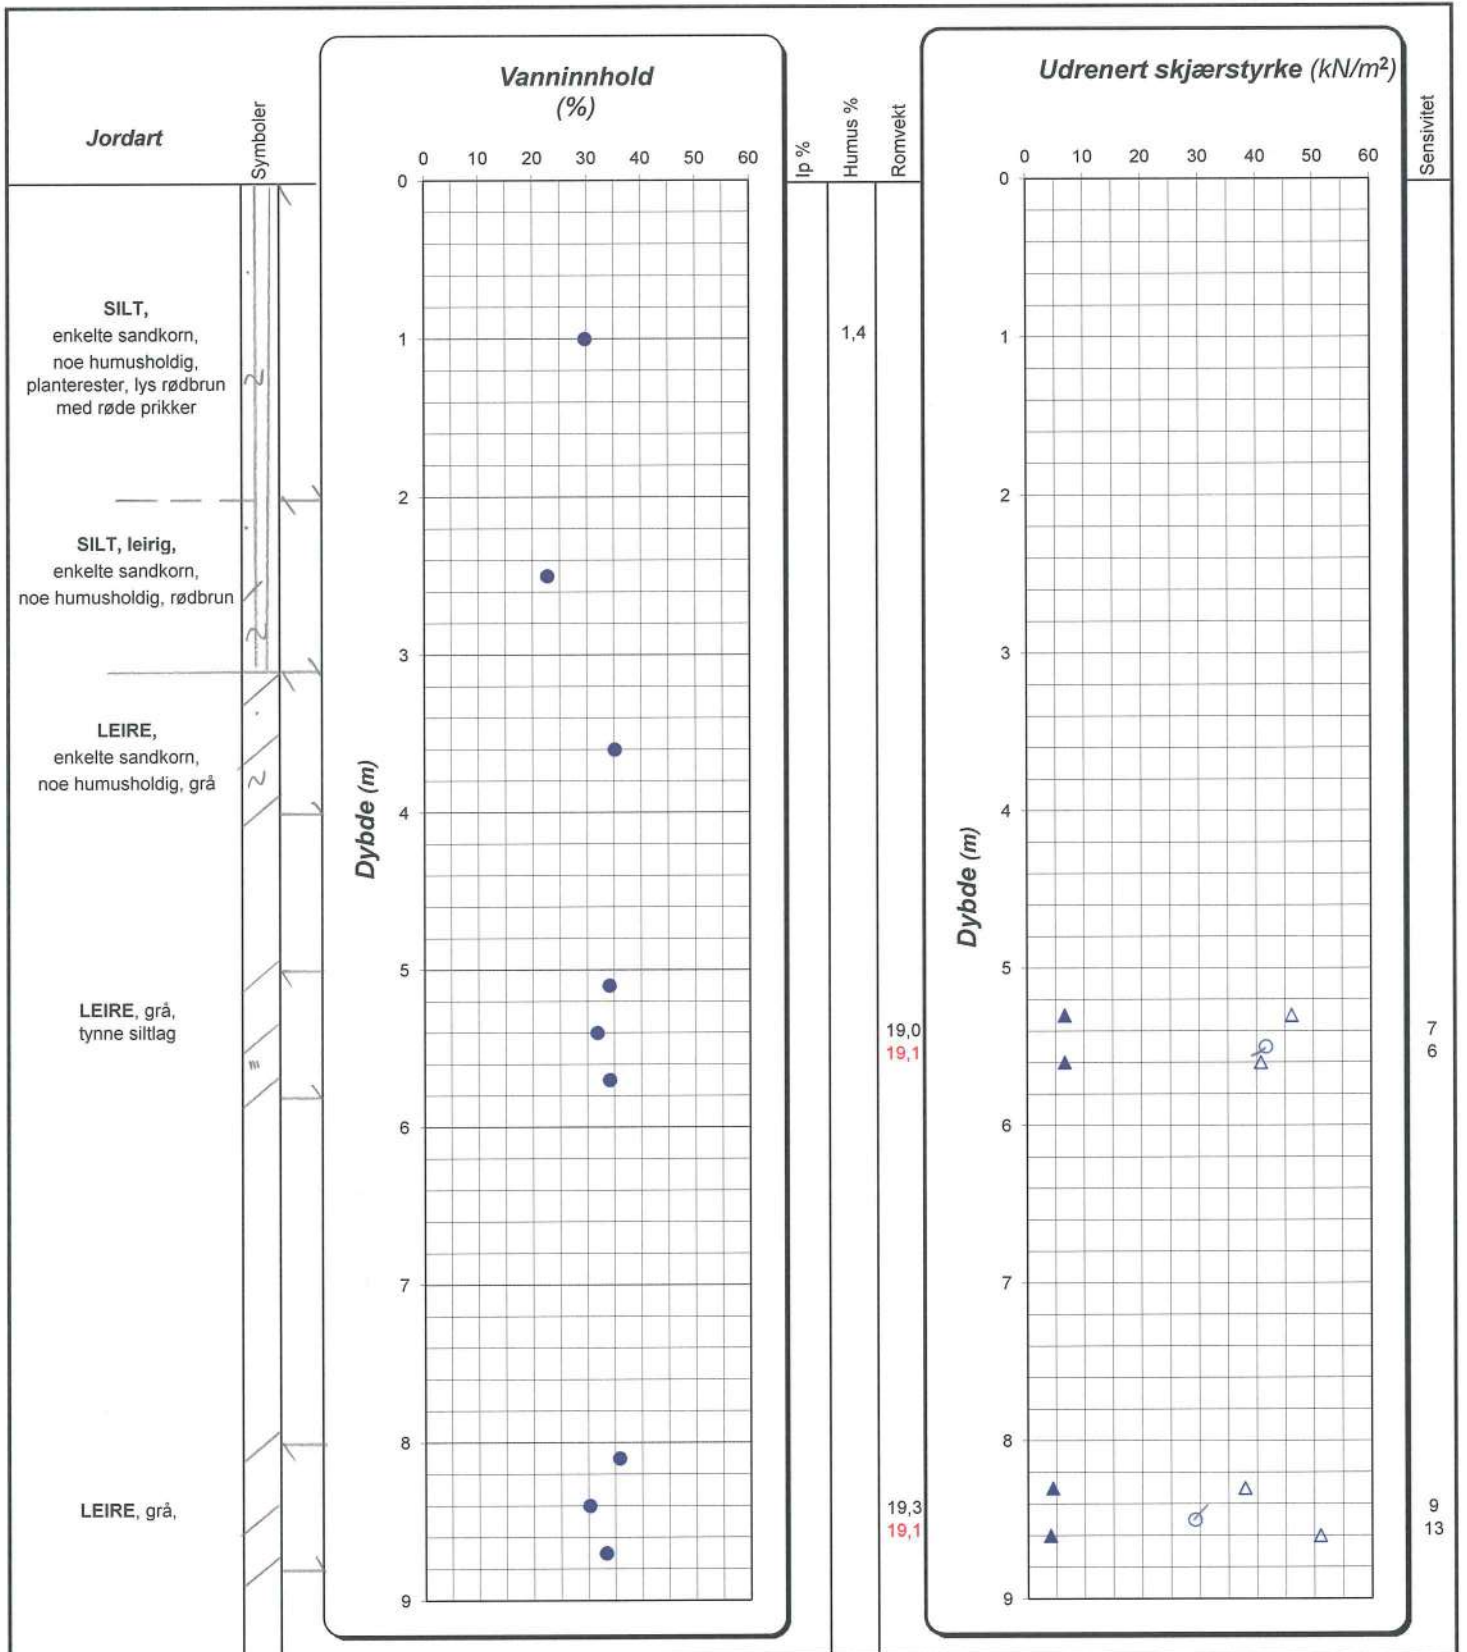 Jordart
Symboler
Vanninnhold
(%)
Ip %
Humus %
Romvekt
Udrenert skjærstyrke (kN/m²)
Sensivitet
0 10 20 30 40 50 60
0 10 20 30 40 50 60
0
1
2
3
4
5
6
7
8
9
Dybde (m)
SILT,
enkelte sandkorn,
noe humusholdig,
planterester, lys rødbrun
med røde prikker
SILT, leirig,
enkelte sandkorn,
noe humusholdig, rødbrun
LEIRE,
enkelte sandkorn,
noe humusholdig, grå
LEIRE, grå,
tynne siltlag
LEIRE, grå,
1,4
19,0
19,1
19,3
19,1
0
1
2
3
4
5
6
7
8
9
Dybde (m)
7
6
9
13